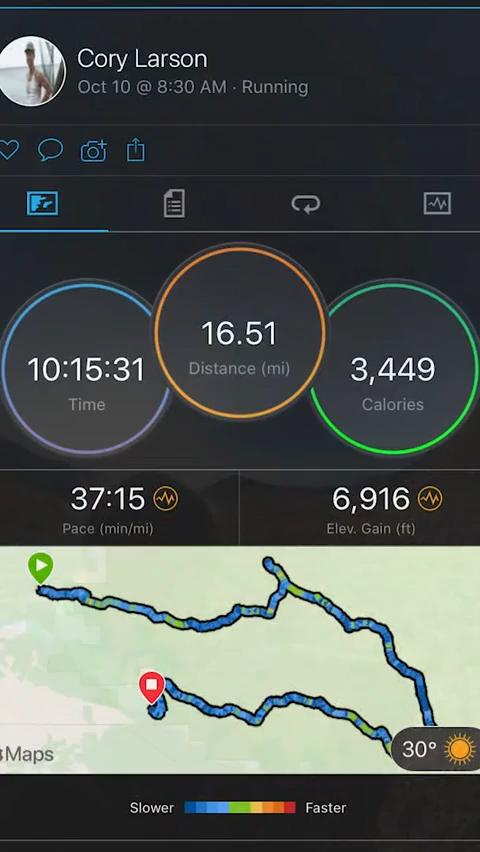 Cory Larson
Oct 10 @ 8:30 AM · Running
10:15:31
Time
16.51
Distance (mi)
3,449
Calories
37:15
Pace (min/mi)
6,916
Elev. Gain (ft)
Maps
30°
Slower
Faster